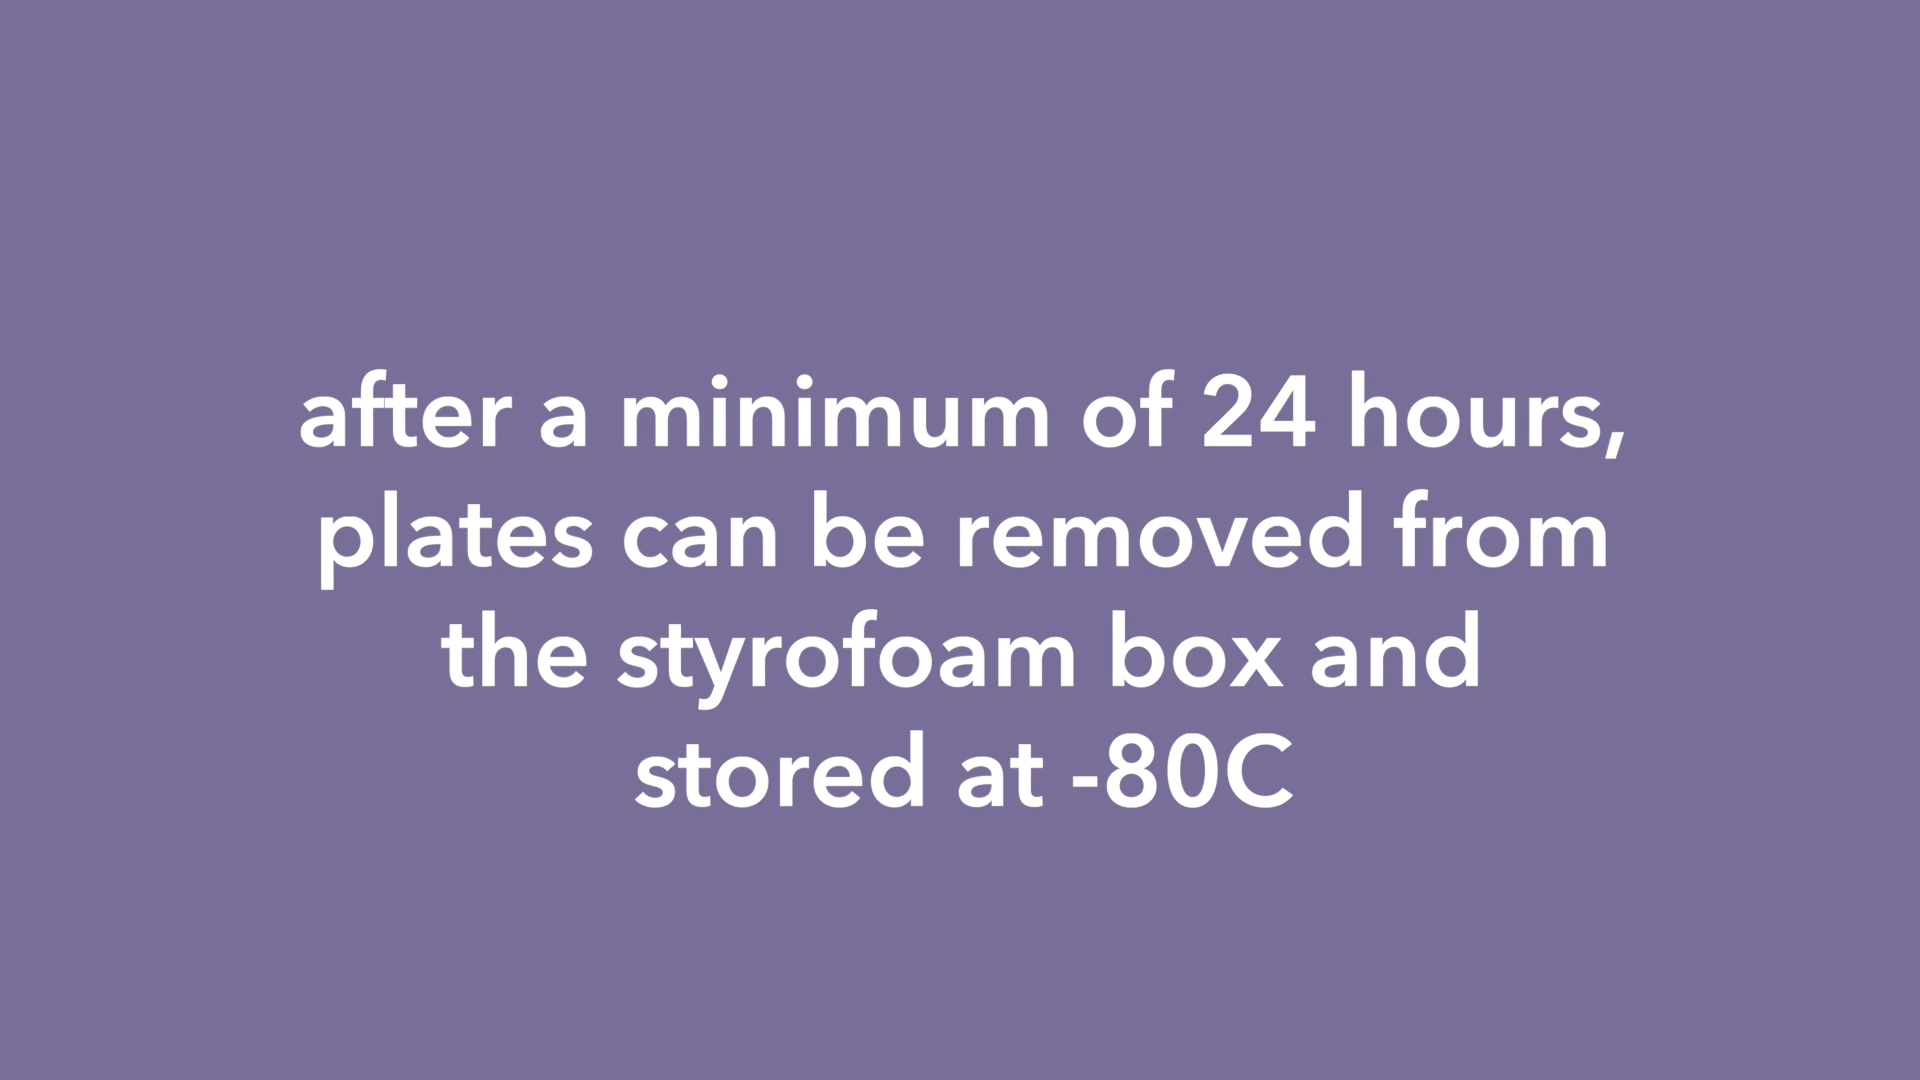 after a minimum of 24 hours,
plates can be removed from
the styrofoam box and
stored at -80C